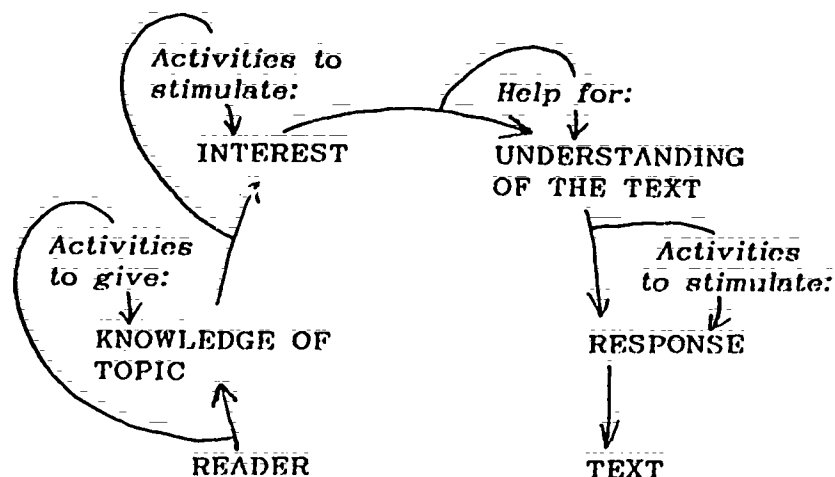 Activities to
stimulate:
INTEREST
Help for:
UNDERSTANDING
OF THE TEXT
Activities
to give:
KNOWLEDGE OF
TOPIC
READER
Activities
to stimulate:
RESPONSE
TEXT